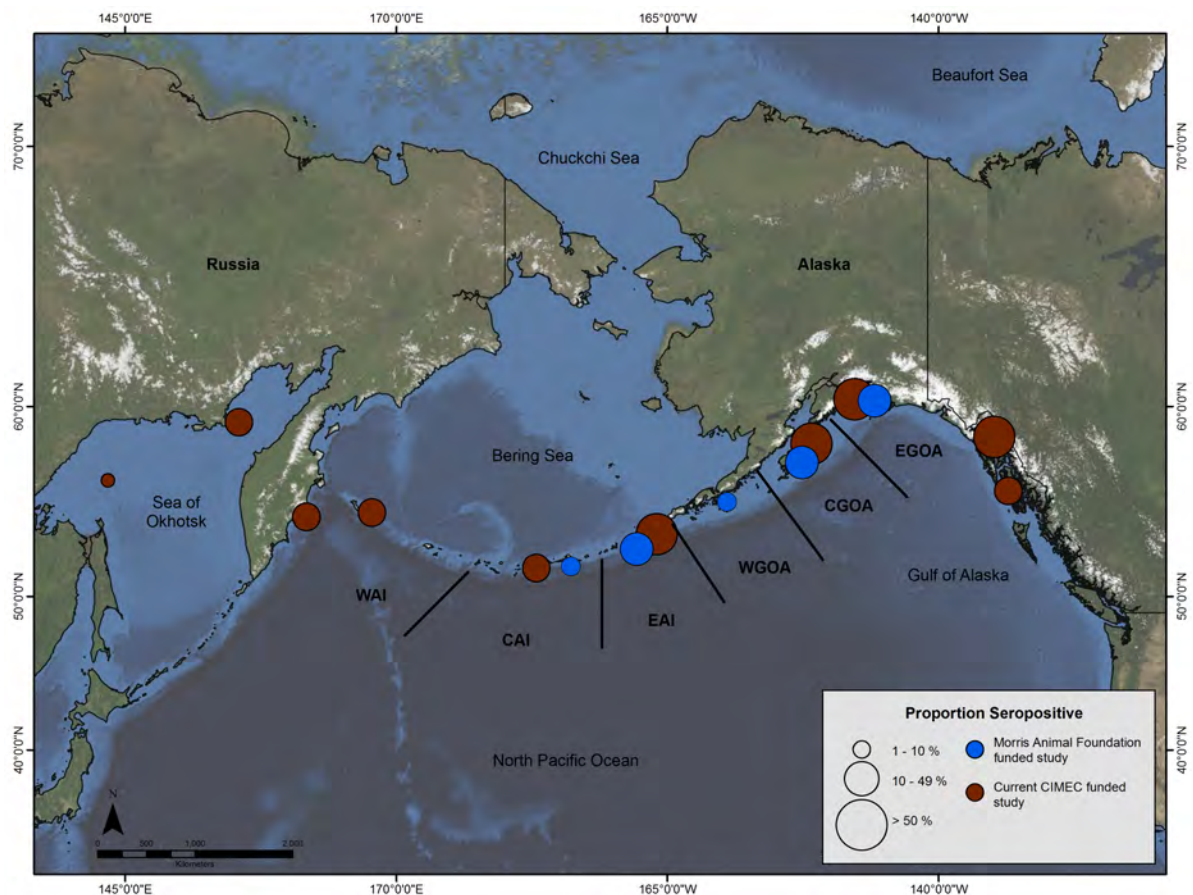 145°0'0"E 170°0'0"E 165°0'0"W 140°0'0"W
Beaufort Sea
70°0'0"N 70°0'0"N
Chuckchi Sea
Russia Alaska
60°0'0"N 60°0'0"N
Bering Sea
EGOA
Sea of
Okhotsk
CGOA
WGOA
Gulf of Alaska
WAI
EAI
CAI
50°0'0"N 50°0'0"N
Proportion Seropositive
1 - 10 %
Morris Animal Foundation
funded study
10 - 49 %
Current CIMEC funded
study
> 50 %
40°0'0"N 40°0'0"N
North Pacific Ocean
N
0 500 1,000 2,000
Kilometers
145°0'0"E 170°0'0"E 165°0'0"W 140°0'0"W